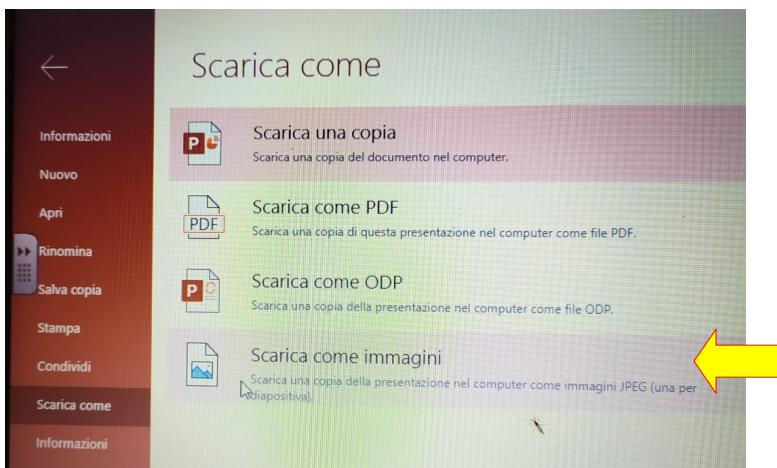 Scarica come
Informazioni
Nuovo
Apri
Rinomina
Salva copia
Stampa
Condividi
Scarica come
Informazioni
P
Scarica una copia
Scarica una copia del documento nel computer.
PDF
Scarica come PDF
Scarica una copia di questa presentazione nel computer come file PDF.
P
Scarica come ODP
Scarica una copia della presentazione nel computer come file ODP.
Scarica come immagini
Scarica una copia della presentazione nel computer come immagini JPEG (una per
diapositiva).